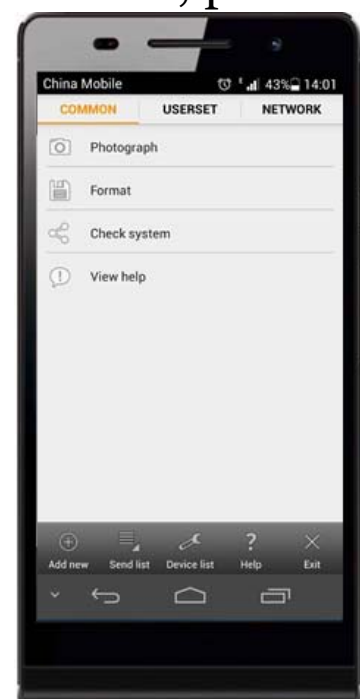 China Mobile 43% 14:01
COMMON USERSET NETWORK
Photograph
Format
Check system
View help
?
Add new Send list Device list Help Exit